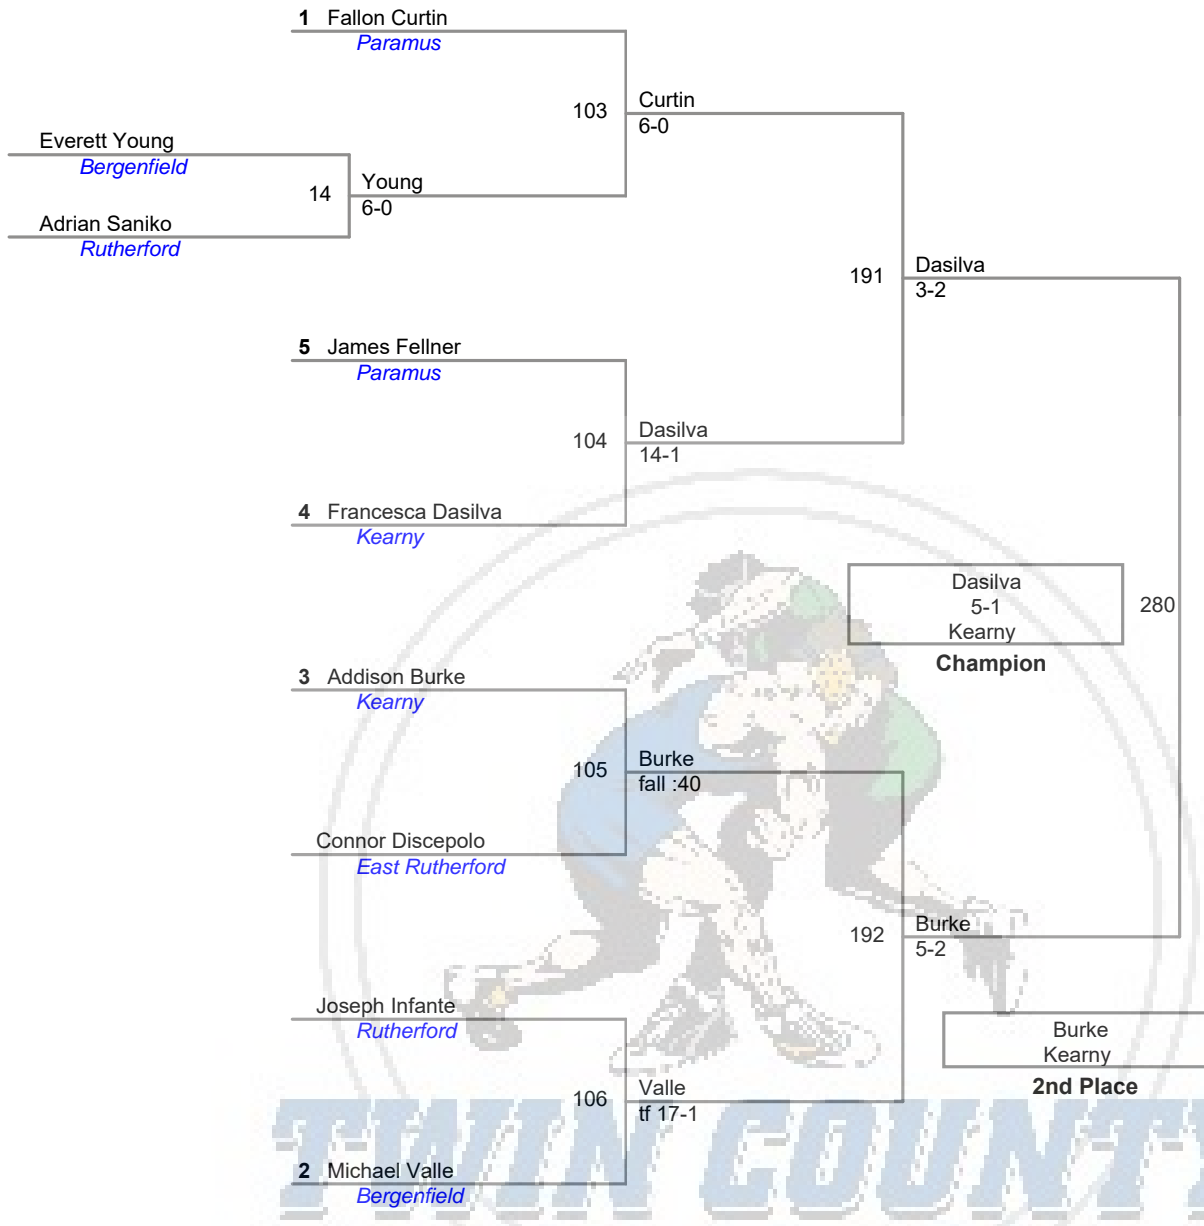 1 Fallon Curtin
Paramus
103
Curtin
6-0
Everett Young
Bergenfield
14
Young
6-0
Adrian Saniko
Rutherford
191
Dasilva
3-2
5 James Fellner
Paramus
104
Dasilva
14-1
4 Francesca Dasilva
Kearny
Dasilva
5-1
Kearny
280
Champion
3 Addison Burke
Kearny
105
Burke
fall :40
Connor Discepolo
East Rutherford
192
Burke
5-2
Joseph Infante
Rutherford
Burke
Kearny
2nd Place
106
Valle
tf 17-1
2 Michael Valle
Bergenfield
TWIN COUNTY